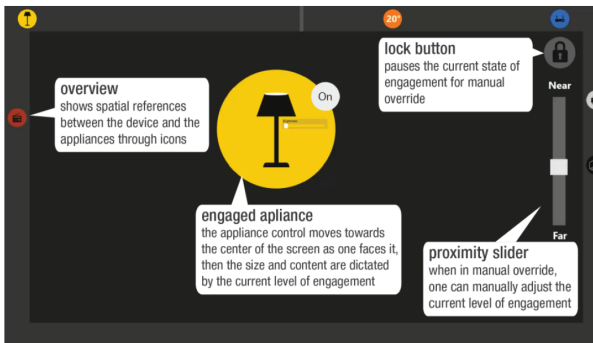 20°
lock button
pauses the current state of
engagement for manual
override
Near
overview
shows spatial references
between the device and the
appliances through icons
On
engaged apliance
the appliance control moves towards
the center of the screen as one faces it,
then the size and content are dictated
by the current level of engagement
Far
proximity slider
when in manual override,
one can manually adjust the
current level of engagement